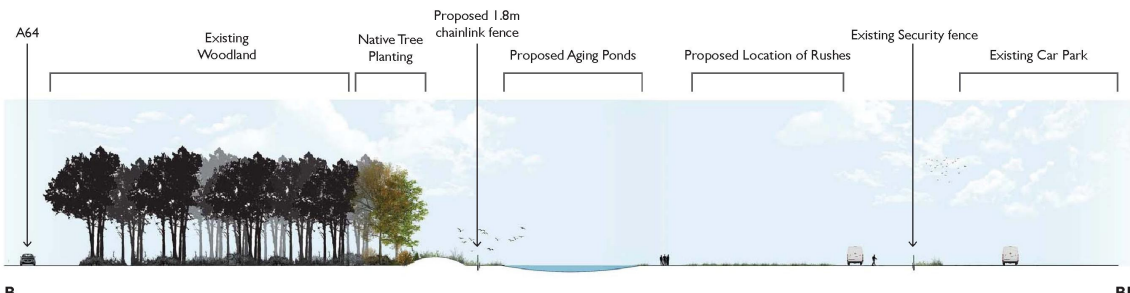 A64
Existing
Woodland
Native Tree
Planting
Proposed 1.8m
chainlink fence
Proposed Aging Ponds
Proposed Location of Rushes
Existing Security fence
Existing Car Park
B